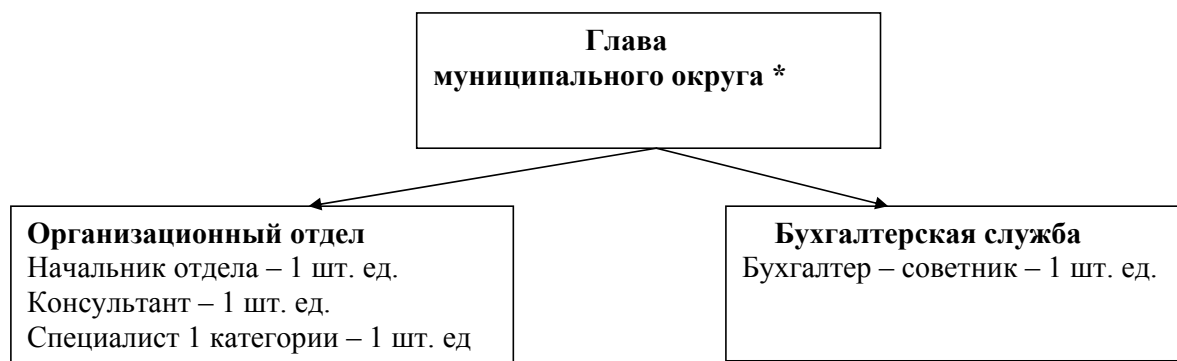 Глава
муниципального округа *
Организационный отдел
Начальник отдела – 1 шт. ед.
Консультант – 1 шт. ед.
Специалист 1 категории – 1 шт. ед
Бухгалтерская служба
Бухгалтер – советник – 1 шт. ед.